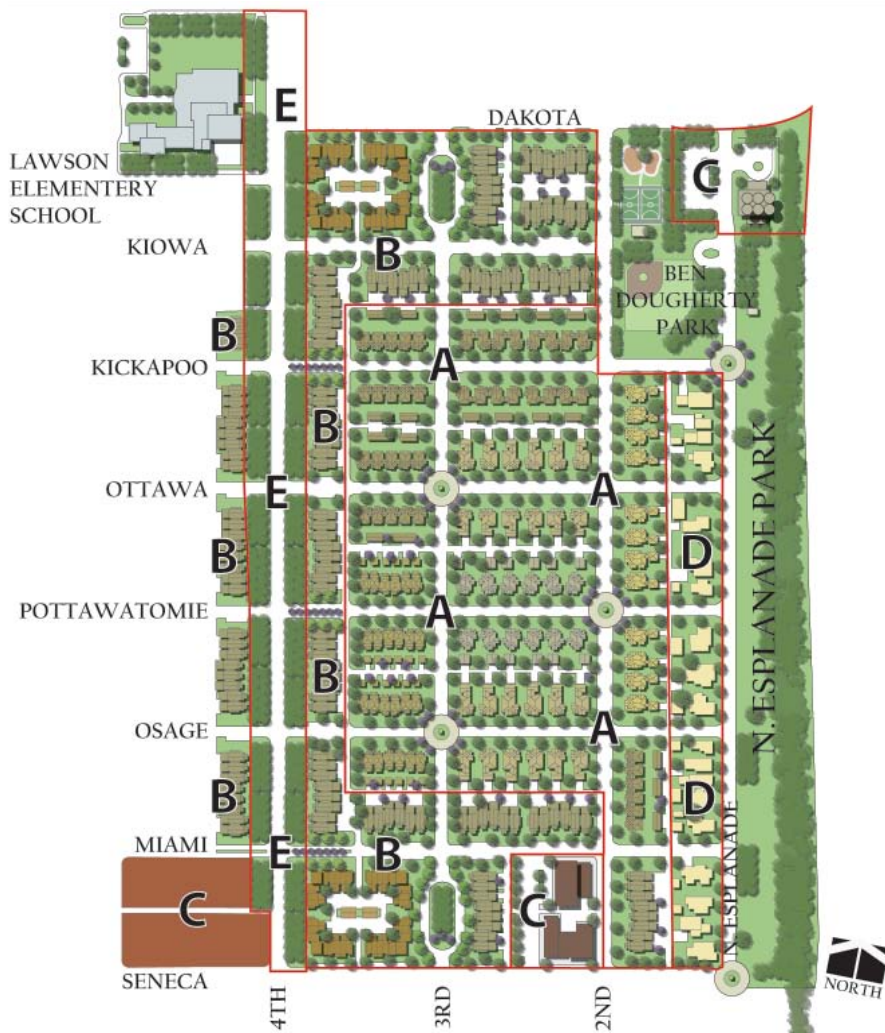 E
DAKOTA
LAWSON
ELEMENTERY
SCHOOL
C
KIOWA
B
BEN
DOUGHERTY
PARK
B
KICKAPOO
A
B
N. ESPLANADE PARK
OTTAWA
E
A
B
D
POTTAWATOMIE
A
B
OSAGE
A
B
D
MIAMI
E
B
N. ESPLANADE
C
C
SENECA
4TH
3RD
2ND
NORTH